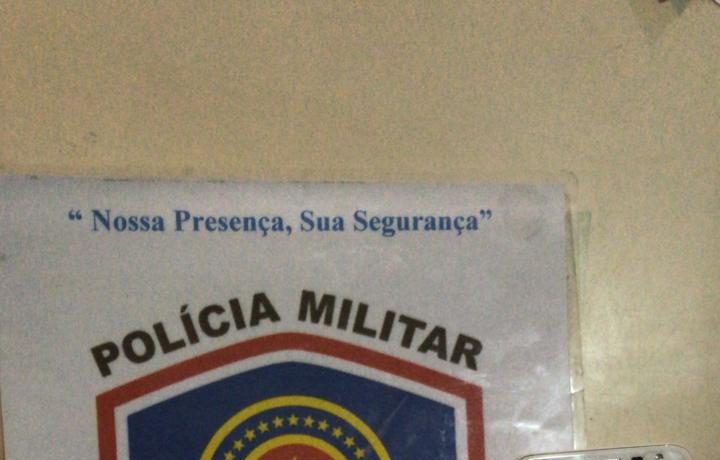 “ Nossa Presença, Sua Segurança”
POLÍCIA MILITAR